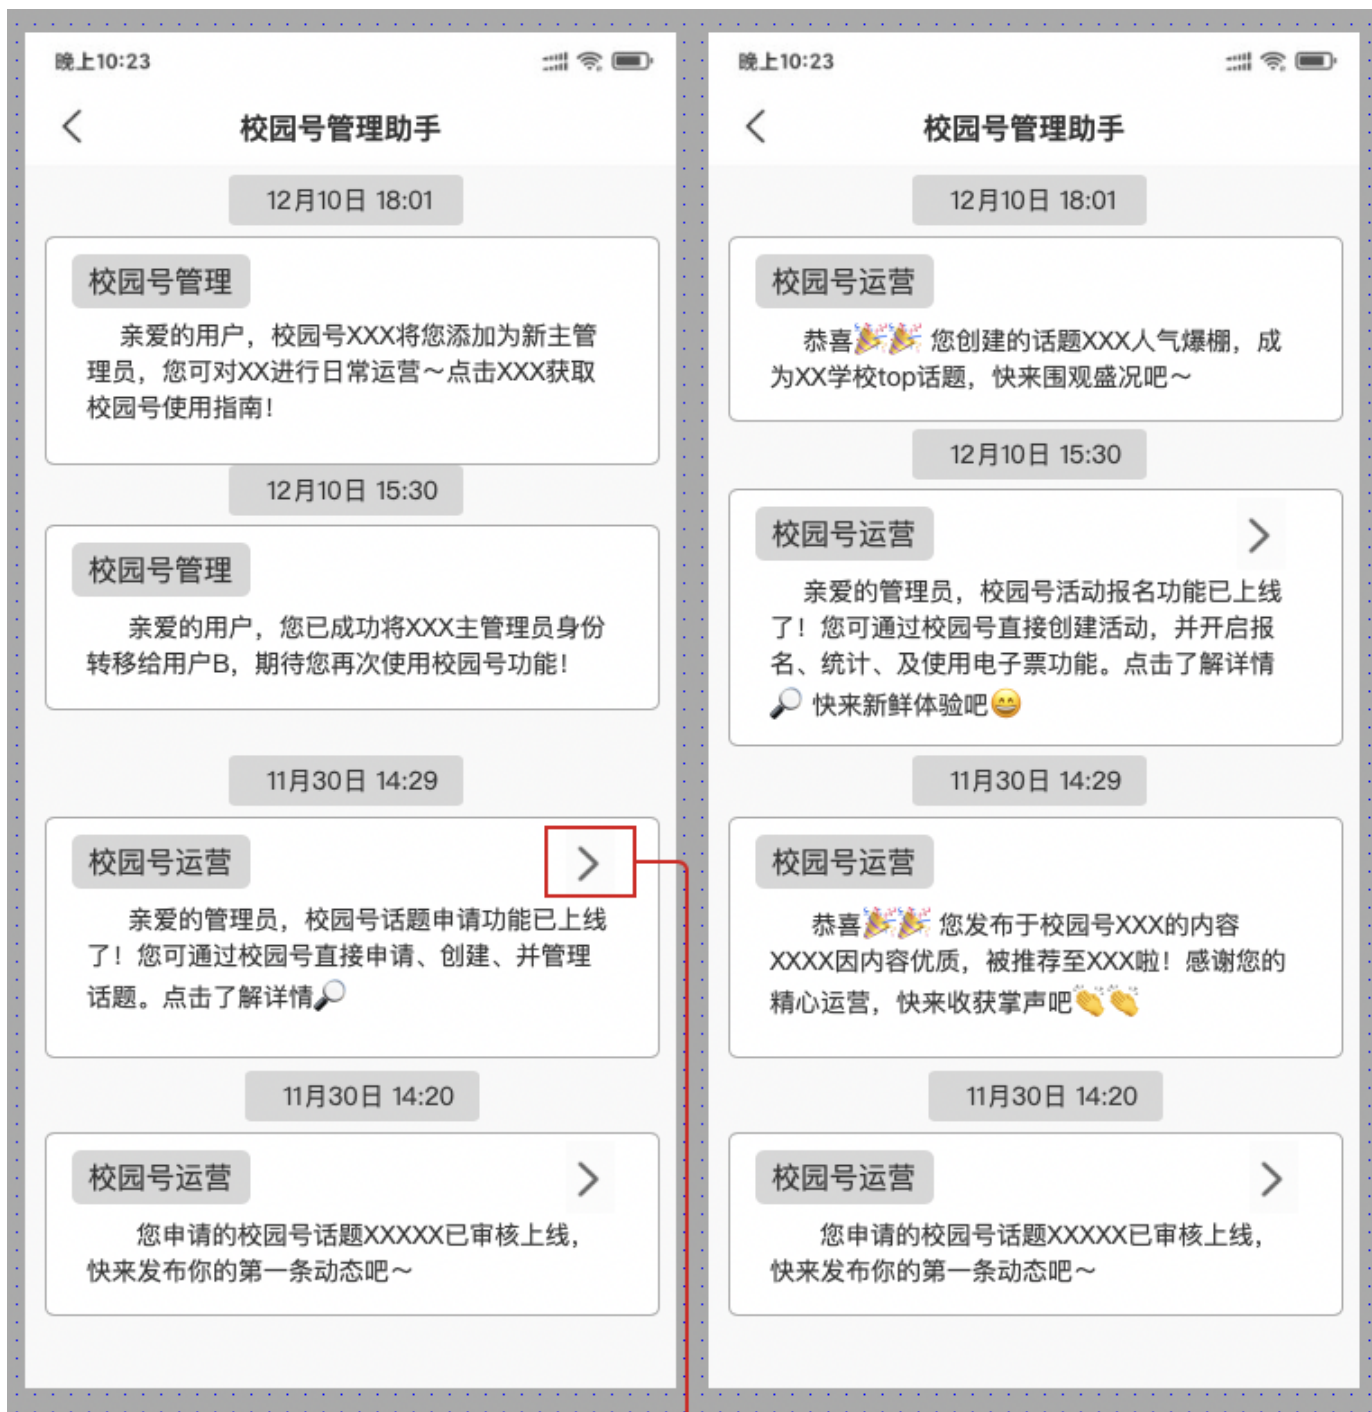 晚上10:23
校园号管理助手
12月10日 18:01
校园号管理
亲爱的用户，校园号XXX将您添加为新主管
理员，您可对XX进行日常运营～点击XXX获取
校园号使用指南！
12月10日 15:30
校园号管理
亲爱的用户，您已成功将XXX主管理员身份
转移给用户B，期待您再次使用校园号功能！
11月30日 14:29
校园号运营
亲爱的管理员，校园号话题申请功能已上线
了！您可通过校园号直接申请、创建、并管理
话题。点击了解详情🔎
11月30日 14:20
校园号运营
您申请的校园号话题XXXXX已审核上线，
快来发布你的第一条动态吧～
晚上10:23
校园号管理助手
12月10日 18:01
校园号运营
恭喜🎉🎉 您创建的话题XXX人气爆棚，成
为XX学校top话题，快来围观盛况吧～
12月10日 15:30
校园号运营
亲爱的管理员，校园号活动报名功能已上线
了！您可通过校园号直接创建活动，并开启报
名、统计、及使用电子票功能。点击了解详情
🔎 快来新鲜体验吧😄
11月30日 14:29
校园号运营
恭喜🎉🎉 您发布于校园号XXX的内容
XXXX因内容优质，被推荐至XXX啦！感谢您的
精心运营，快来收获掌声吧👏👏
11月30日 14:20
校园号运营
您申请的校园号话题XXXXX已审核上线，
快来发布你的第一条动态吧～